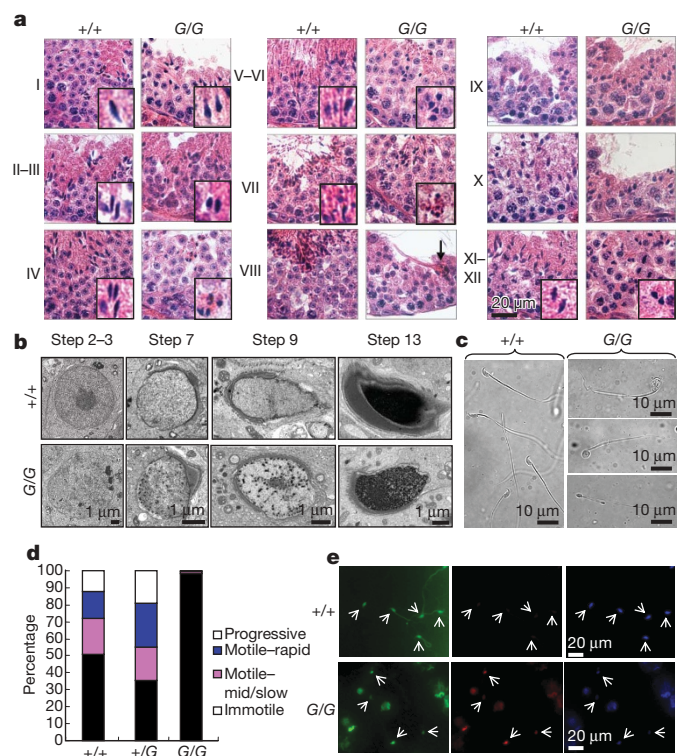 a
+/+ G/G +/+ G/G +/+ G/G
I V–VI IX
II–III VII X
IV VIII XI–
XII
20 µm
b Step 2–3 Step 7 Step 9 Step 13
+/+
G/G
1 µm 1 µm 1 µm 1 µm
c +/+ G/G
10 µm
10 µm
10 µm 10 µm
d
Percentage
100
90
80
70
60
50
40
30
20
10
0
+/+ +/G G/G
Progressive
Motile–rapid
Motile–
mid/slow
Immotile
e
+/+
20 µm
G/G
20 µm